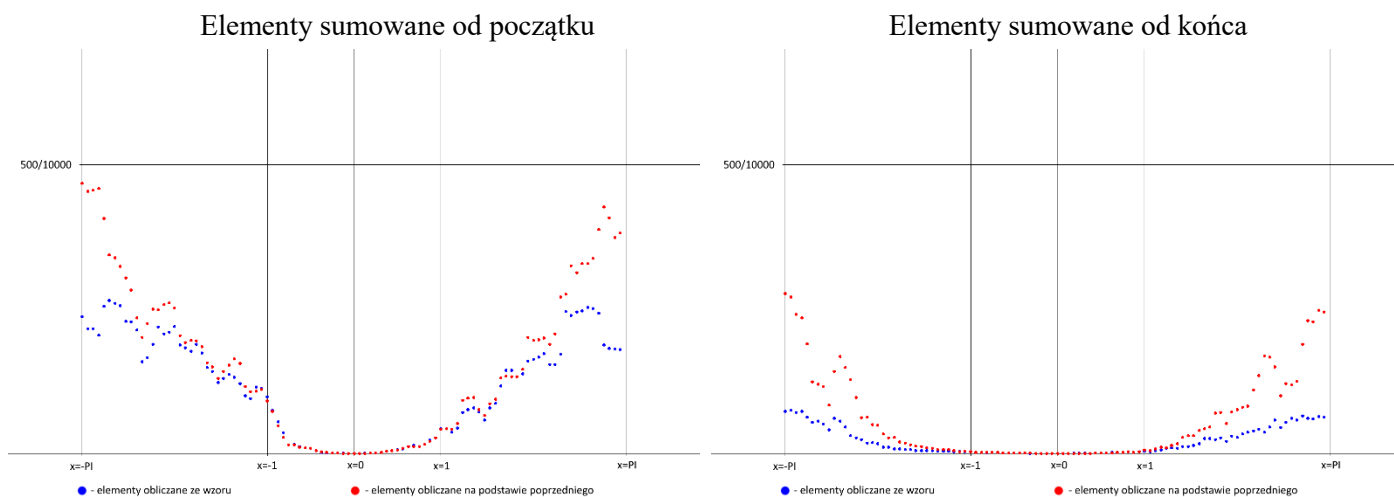 Elementy sumowane od początku
500/10000
x=-PI
x=-1
x=0
x=1
x=PI
- elementy obliczane ze wzoru
- elementy obliczane na podstawie poprzedniego
Elementy sumowane od końca
500/10000
x=-PI
x=-1
x=0
x=1
x=PI
- elementy obliczane ze wzoru
- elementy obliczane na podstawie poprzedniego